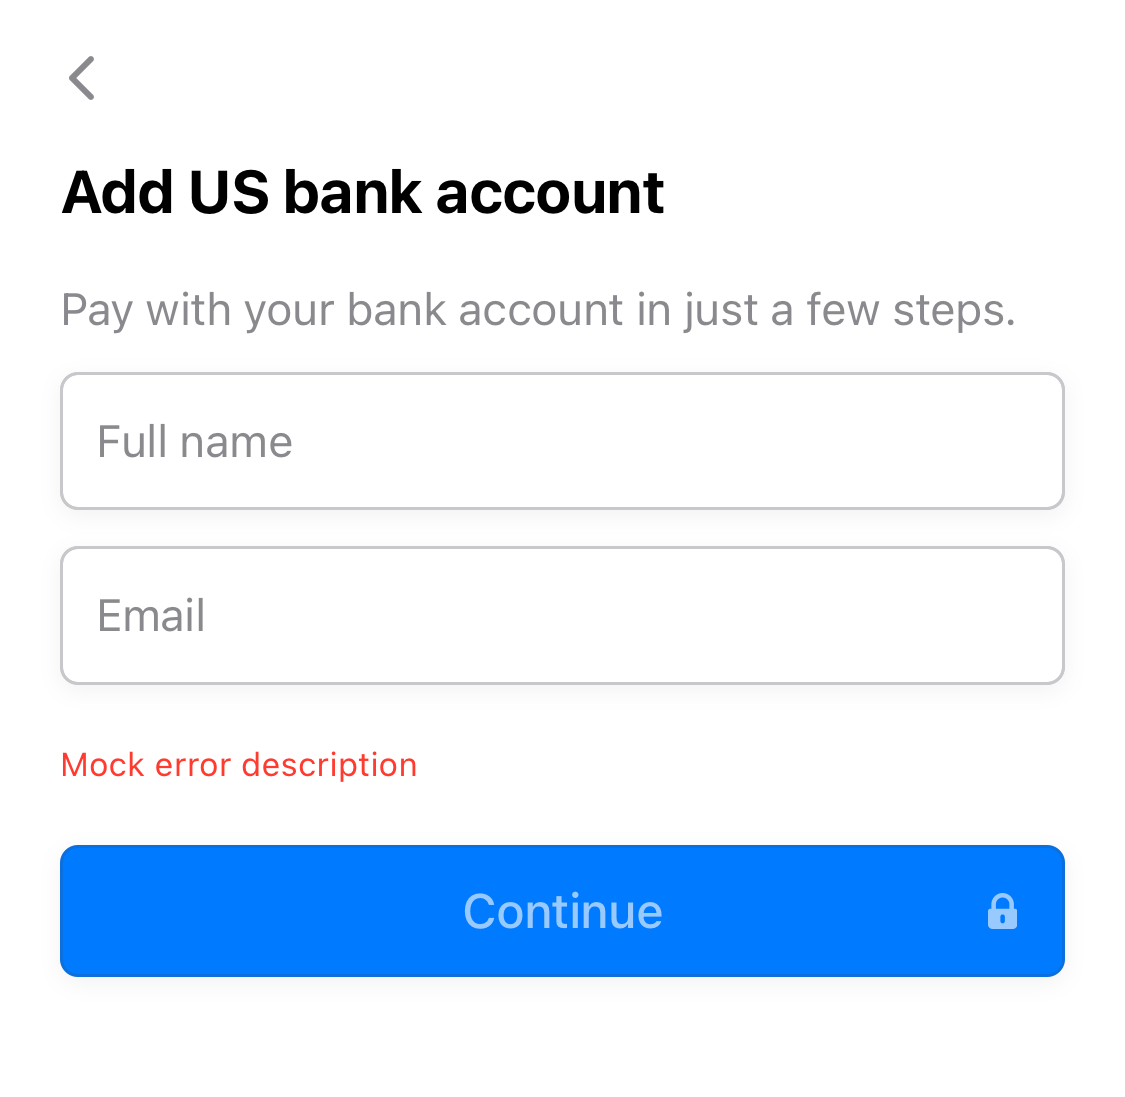 Add US bank account
Pay with your bank account in just a few steps.
Full name
Email
Mock error description
Continue